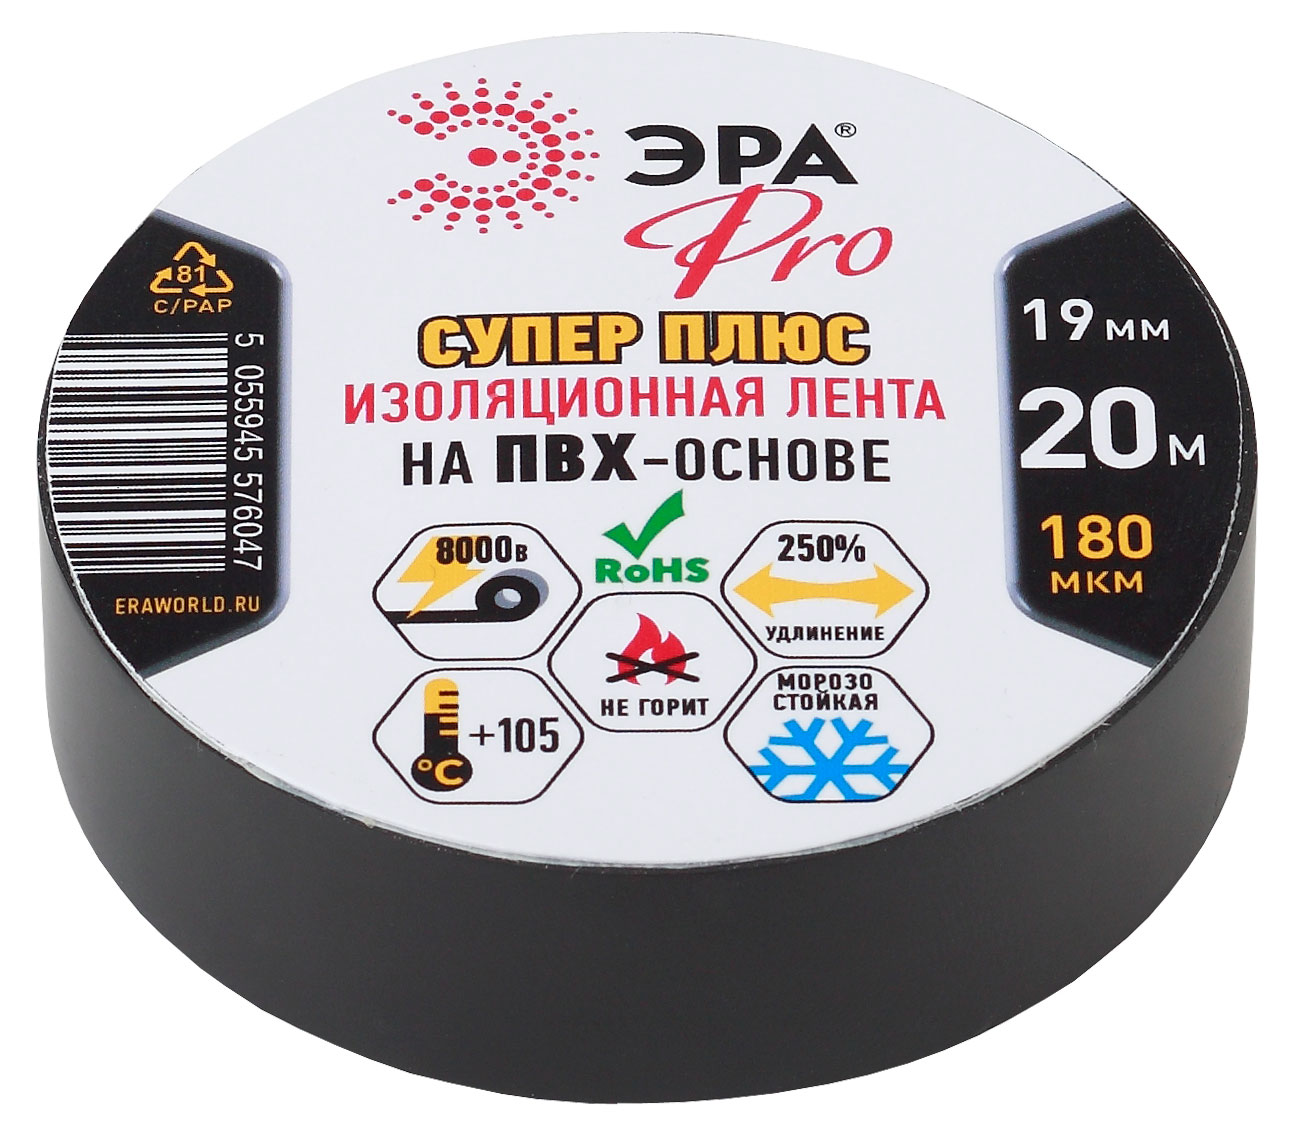 ЭРА®
Pro
СУПЕР ПЛЮС
ИЗОЛЯЦИОННАЯ ЛЕНТА
НА ПВХ-ОСНОВЕ
81
C/PAP
5 055945 576047
ERAWORLD.RU
19 мм
20 м
180
МКМ
8000В
RoHS
250%
УДЛИНЕНИЕ
НЕ ГОРИТ
°C +105
МОРОЗО
СТОЙКАЯ